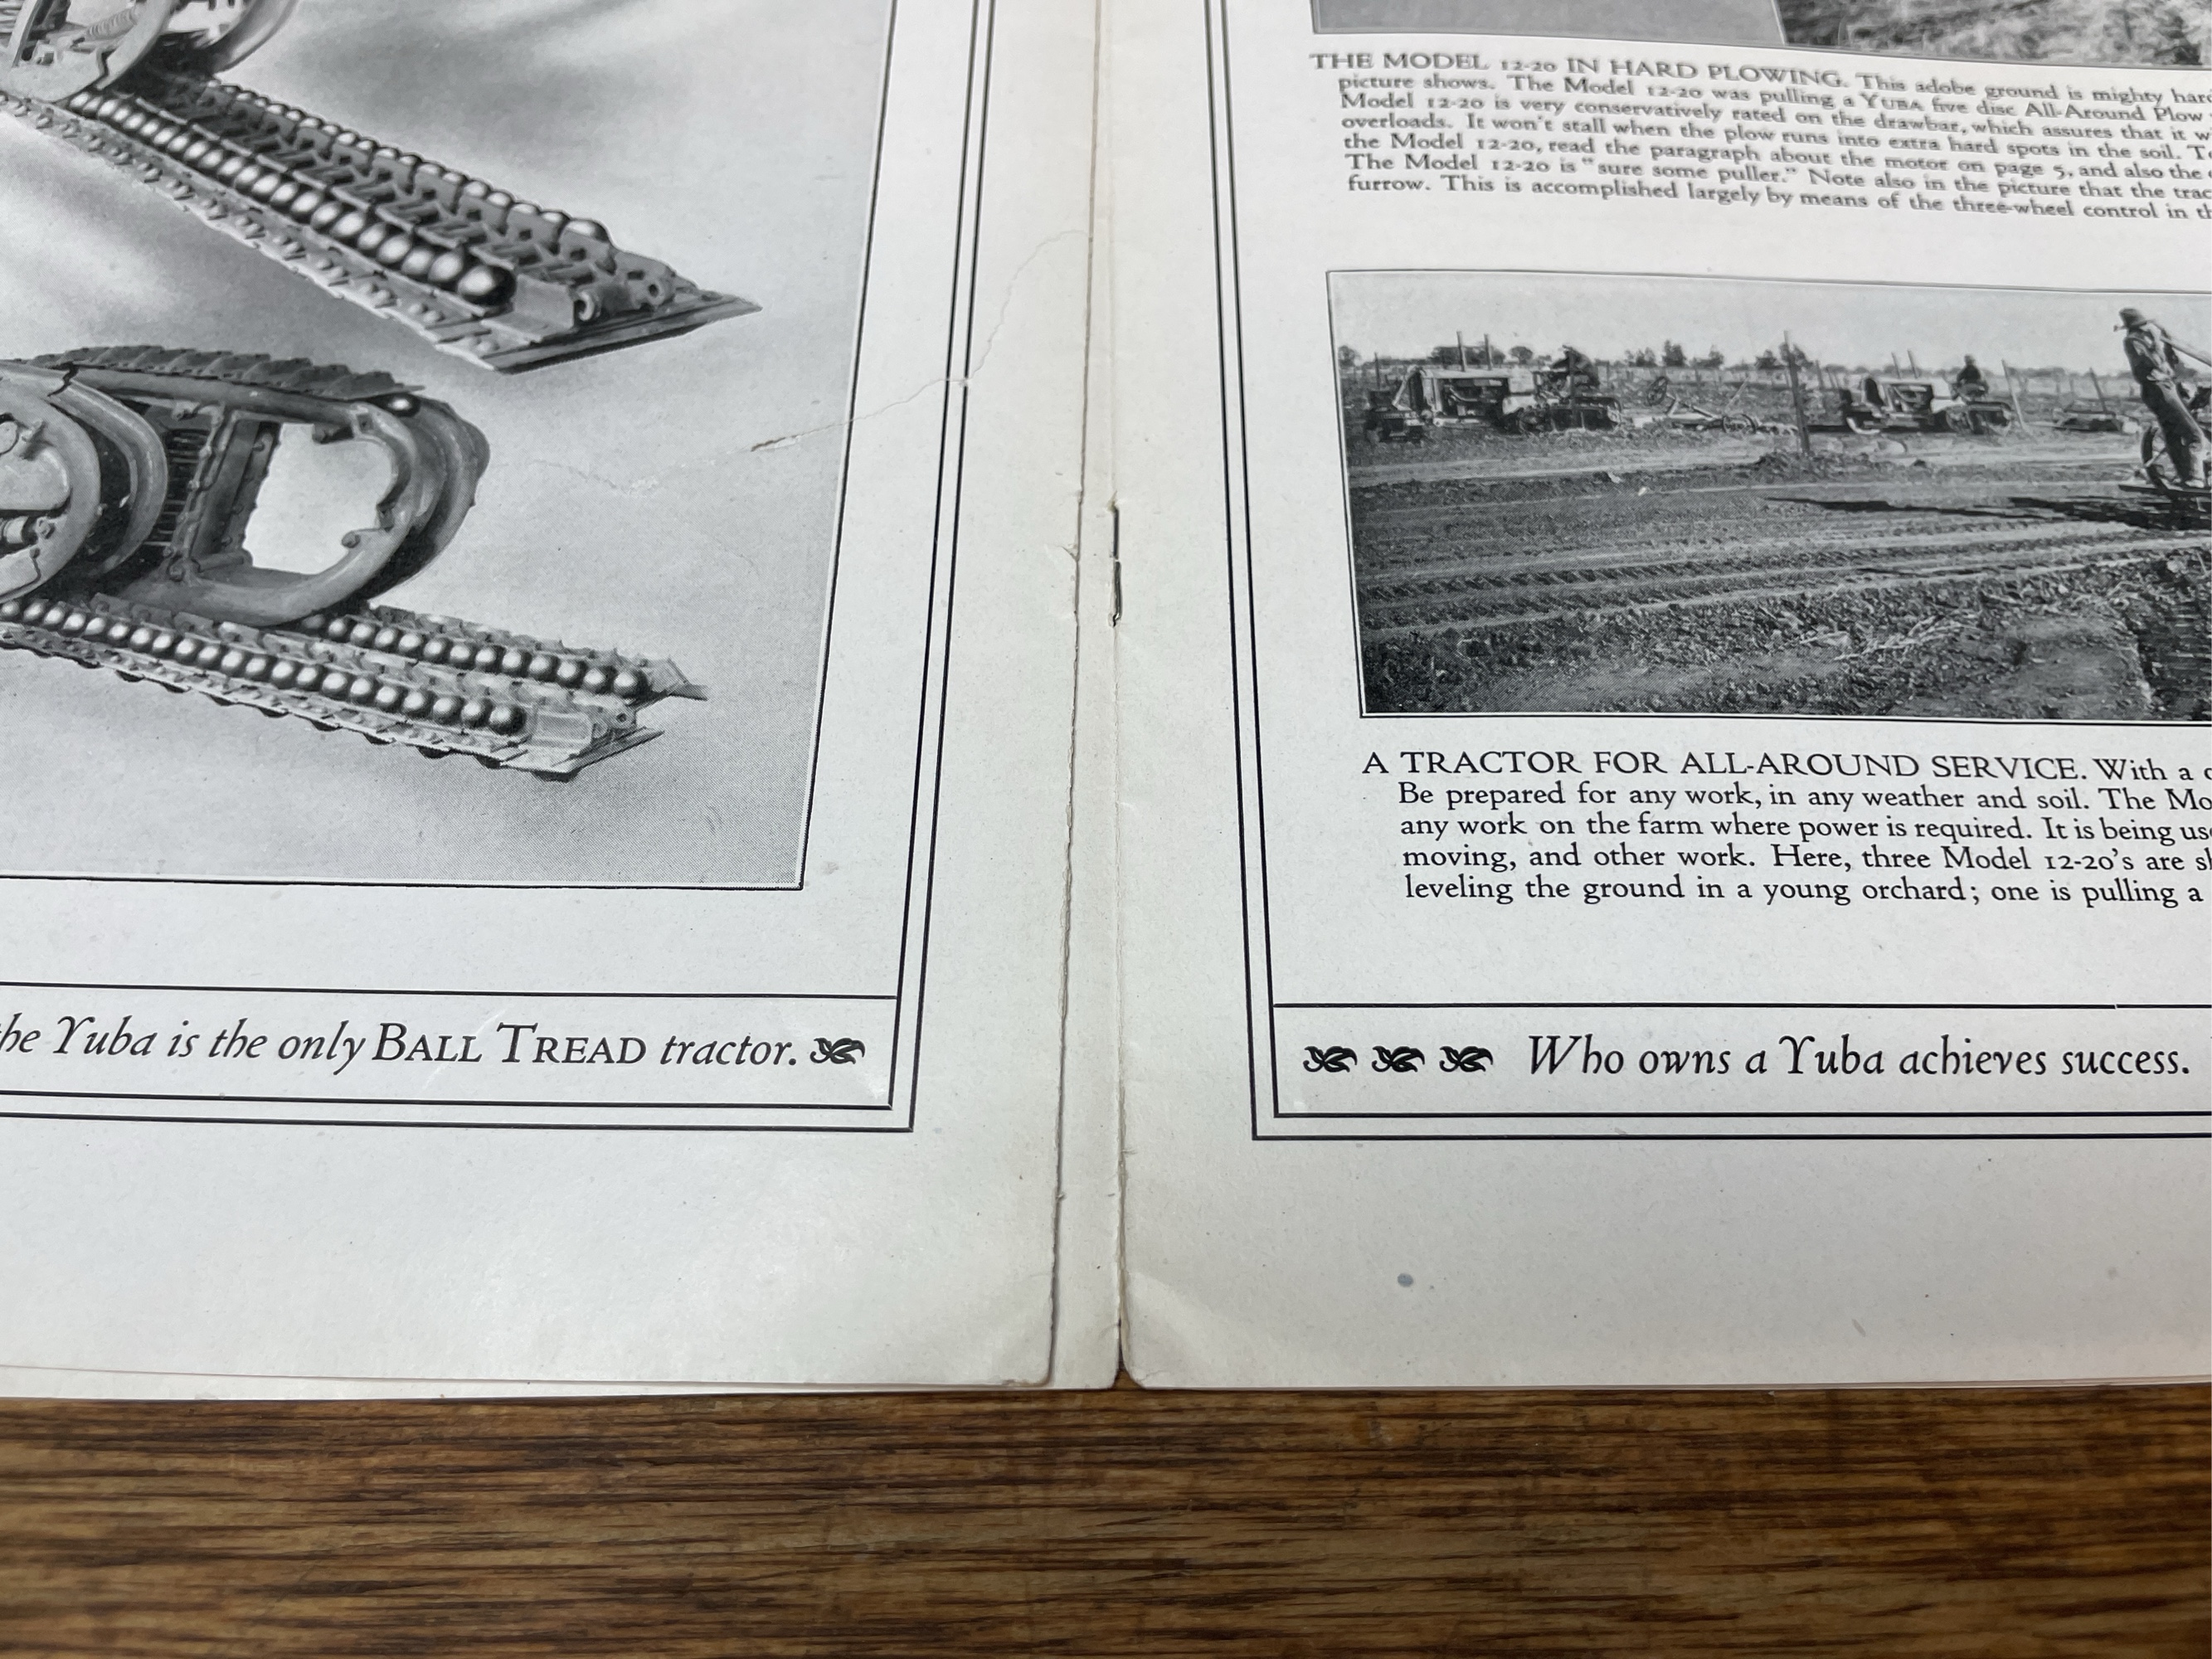 he Yuba is the only BALL TREAD tractor.
THE MODEL 12-20 IN HARD PLOWING. This adobe ground is mighty hard
picture shows. The Model 12-20 was pulling a YUBA five disc All-Around Plow
Model 12-20 is very conservatively rated on the drawbar, which assures that it w
overloads. It won't stall when the plow runs into extra hard spots in the soil. T
the Model 12-20, read the paragraph about the motor on page 5, and also the
The Model 12-20 is "sure some puller." Note also in the picture that the trac
furrow. This is accomplished largely by means of the three-wheel control in th
A TRACTOR FOR ALL-AROUND SERVICE. With a
Be prepared for any work, in any weather and soil. The Mo
any work on the farm where power is required. It is being us
moving, and other work. Here, three Model 12-20's are s
leveling the ground in a young orchard; one is pulling a
Who owns a Yuba achieves success.